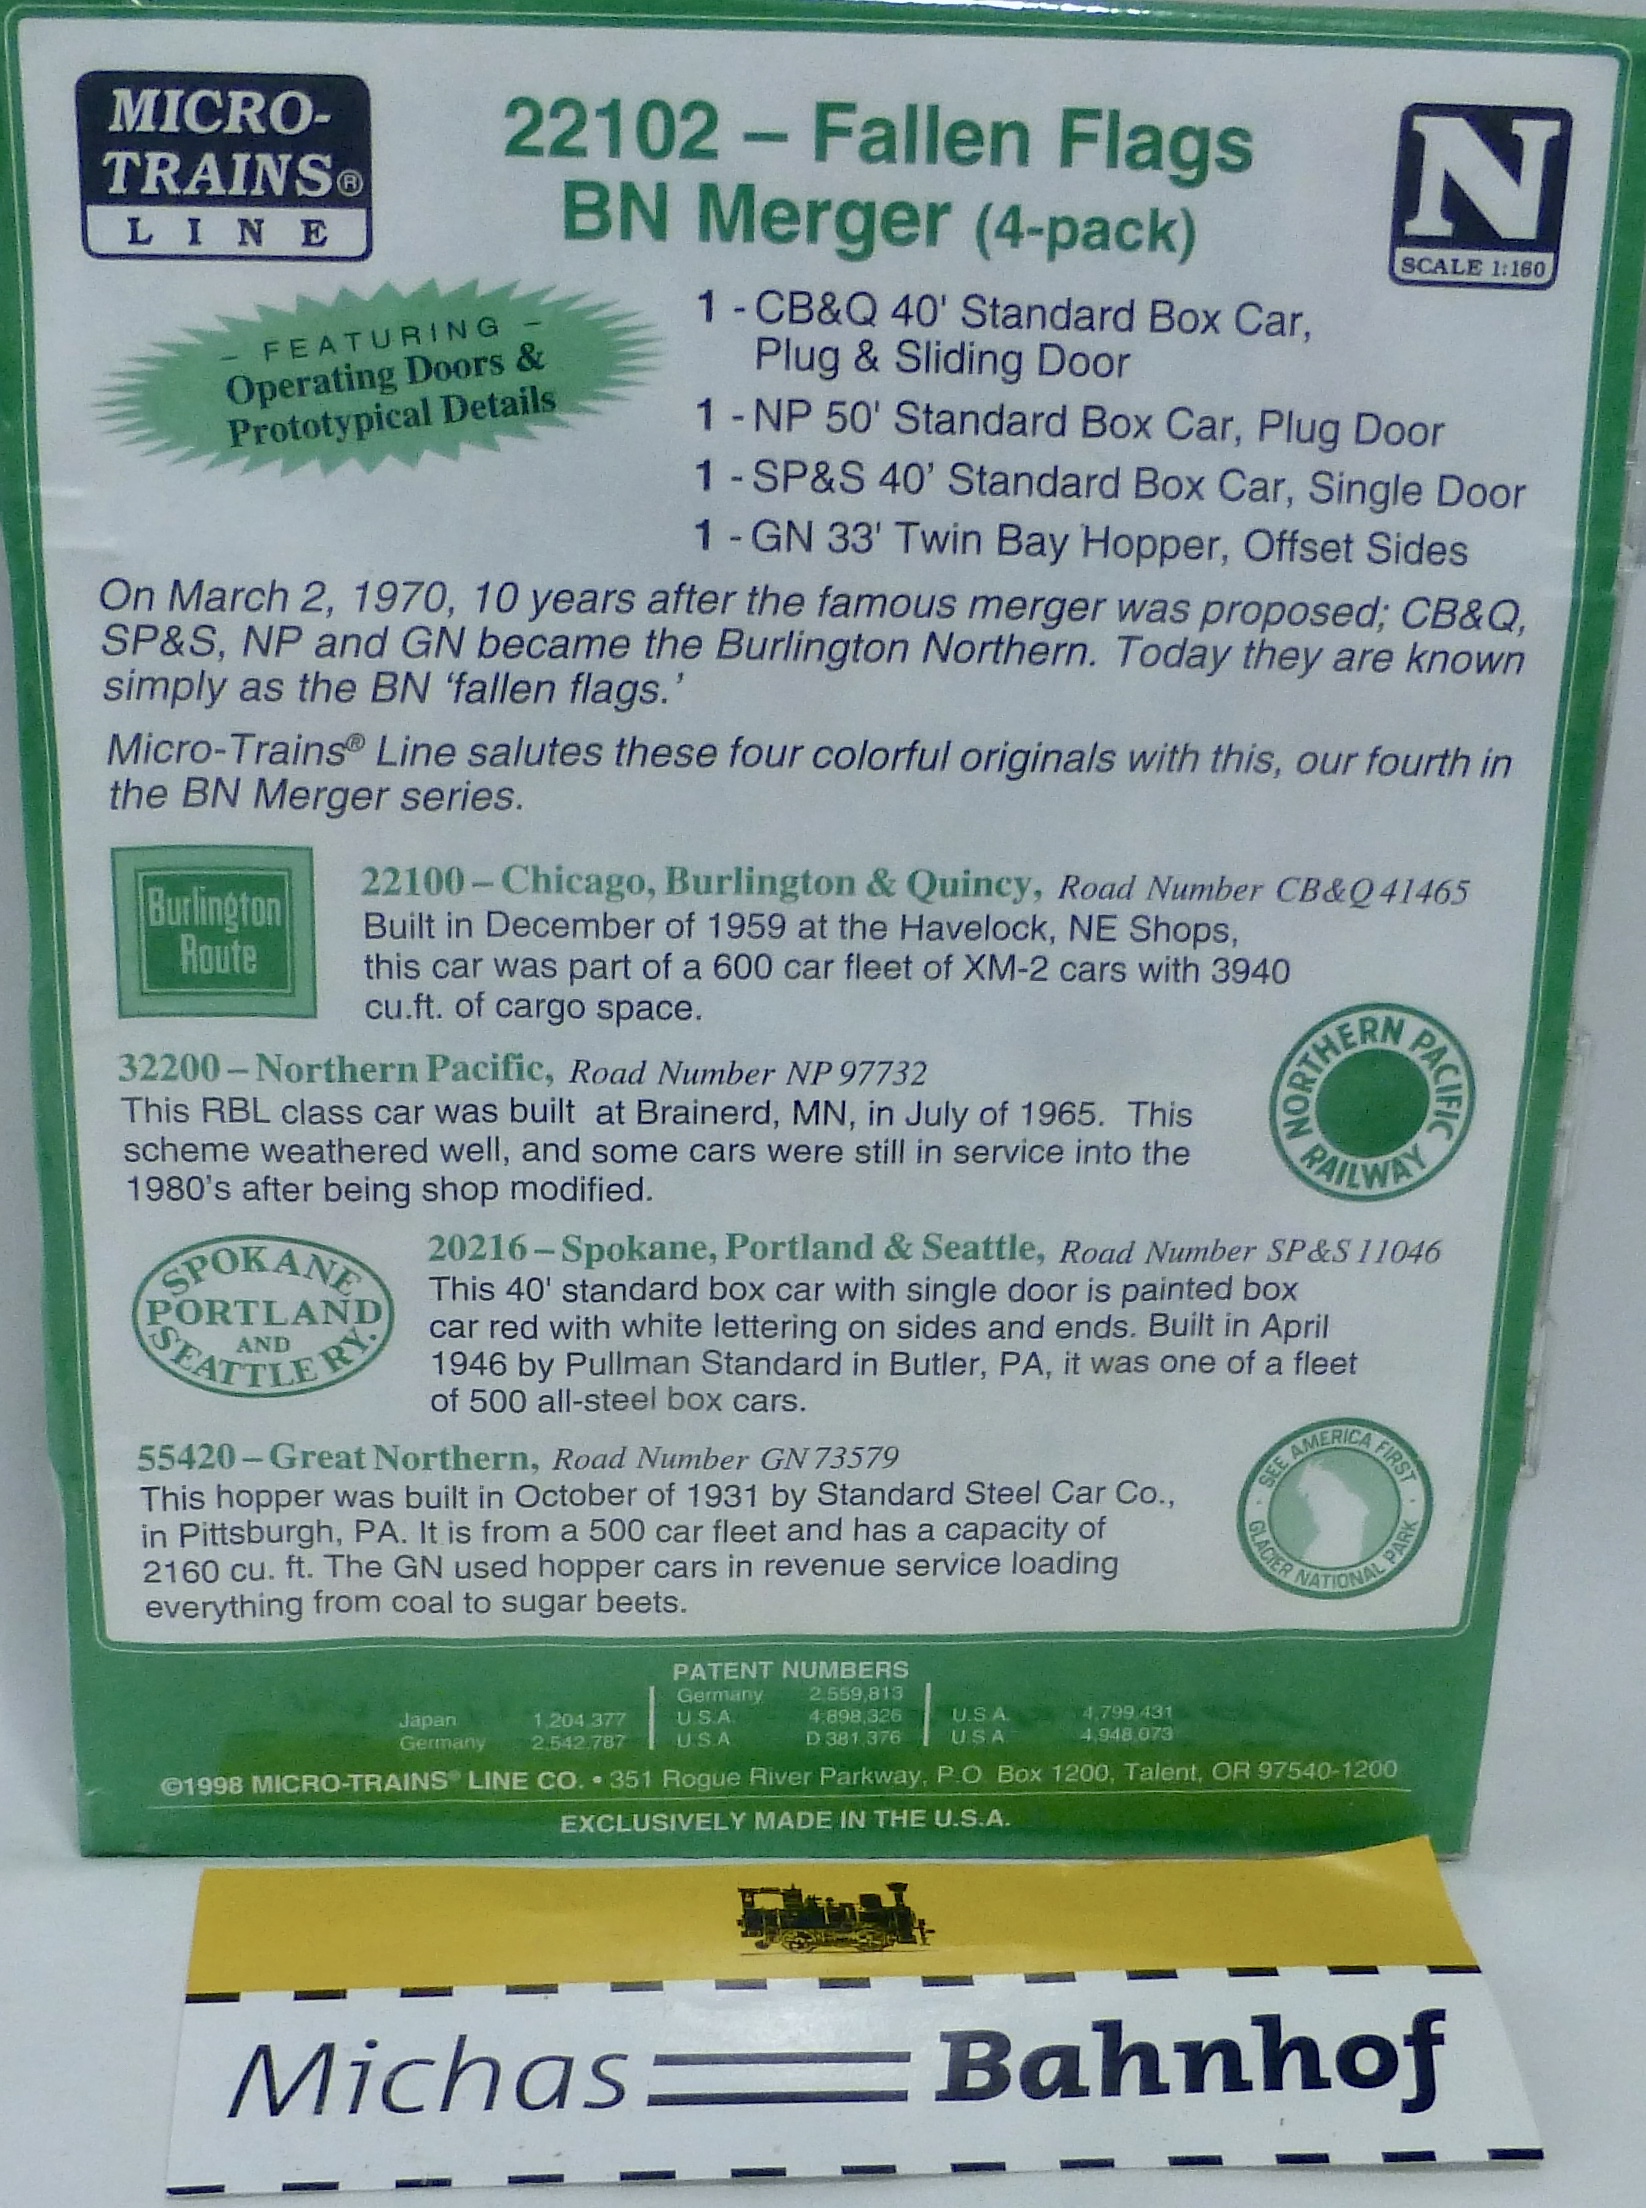 MICRO-
TRAINS®
LINE
22102 – Fallen Flags
BN Merger (4-pack)
N
SCALE 1:160
– FEATURING –
Operating Doors &
Prototypical Details
1 - CB&Q 40' Standard Box Car,
Plug & Sliding Door
1 - NP 50' Standard Box Car, Plug Door
1 - SP&S 40’ Standard Box Car, Single Door
1 - GN 33' Twin Bay Hopper, Offset Sides
On March 2, 1970, 10 years after the famous merger was proposed; CB&Q,
SP&S, NP and GN became the Burlington Northern. Today they are known
simply as the BN ‘fallen flags.’
Micro-Trains® Line salutes these four colorful originals with this, our fourth in
the BN Merger series.
Burlington
Route
22100 – Chicago, Burlington & Quincy, Road Number CB&Q 41465
Built in December of 1959 at the Havelock, NE Shops,
this car was part of a 600 car fleet of XM-2 cars with 3940
cu.ft. of cargo space.
32200 – Northern Pacific, Road Number NP 97732
This RBL class car was built at Brainerd, MN, in July of 1965. This
scheme weathered well, and some cars were still in service into the
1980's after being shop modified.
NORTHERN PACIFIC
RAILWAY
SPOKANE
PORTLAND
AND
SEATTLE RY.
20216 – Spokane, Portland & Seattle, Road Number SP&S 11046
This 40' standard box car with single door is painted box
car red with white lettering on sides and ends. Built in April
1946 by Pullman Standard in Butler, PA, it was one of a fleet
of 500 all-steel box cars.
55420 – Great Northern, Road Number GN 73579
This hopper was built in October of 1931 by Standard Steel Car Co.,
in Pittsburgh, PA. It is from a 500 car fleet and has a capacity of
2160 cu. ft. The GN used hopper cars in revenue service loading
everything from coal to sugar beets.
SEE AMERICA FIRST
GLACIER NATIONAL PARK
PATENT NUMBERS
Germany 2,559,813
Japan 1,204,377 U.S.A. 4,898,326 U.S.A. 4,799,431
Germany 2,542,787 U.S.A D 381,376 U.S.A 4,948,073
©1998 MICRO-TRAINS® LINE CO. • 351 Rogue River Parkway, P.O. Box 1200, Talent, OR 97540-1200
EXCLUSIVELY MADE IN THE U.S.A.
Michas Bahnhof